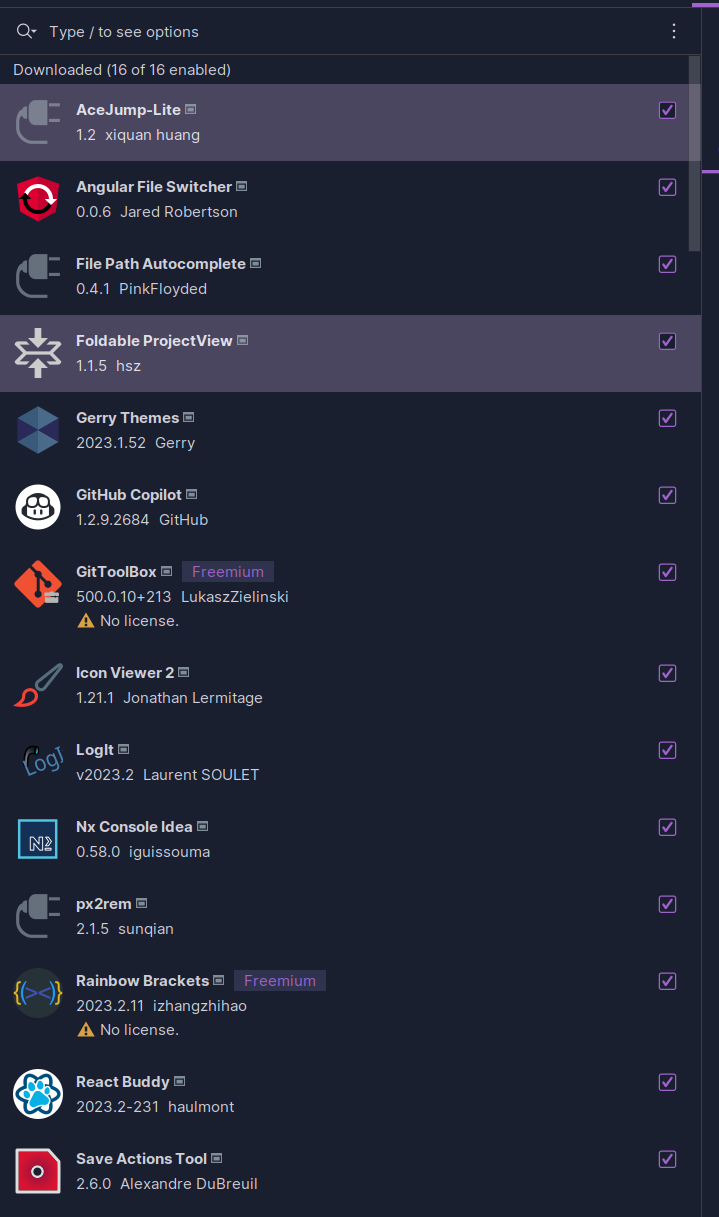 Type / to see options
Downloaded (16 of 16 enabled)
AceJump-Lite
1.2 xiquan huang
Angular File Switcher
0.0.6 Jared Robertson
File Path Autocomplete
0.4.1 PinkFloyded
Foldable ProjectView
1.1.5 hsz
Gerry Themes
2023.1.52 Gerry
GitHub Copilot
1.2.9.2684 GitHub
GitToolBox Freemium
500.0.10+213 LukaszZielinski
No license.
Icon Viewer 2
1.21.1 Jonathan Lermitage
LogIt
v2023.2 Laurent SOULET
Nx Console Idea
0.58.0 iguissouma
px2rem
2.1.5 sunqian
Rainbow Brackets Freemium
2023.2.11 izhangzhihao
No license.
React Buddy
2023.2-231 haulmont
Save Actions Tool
2.6.0 Alexandre DuBreuil